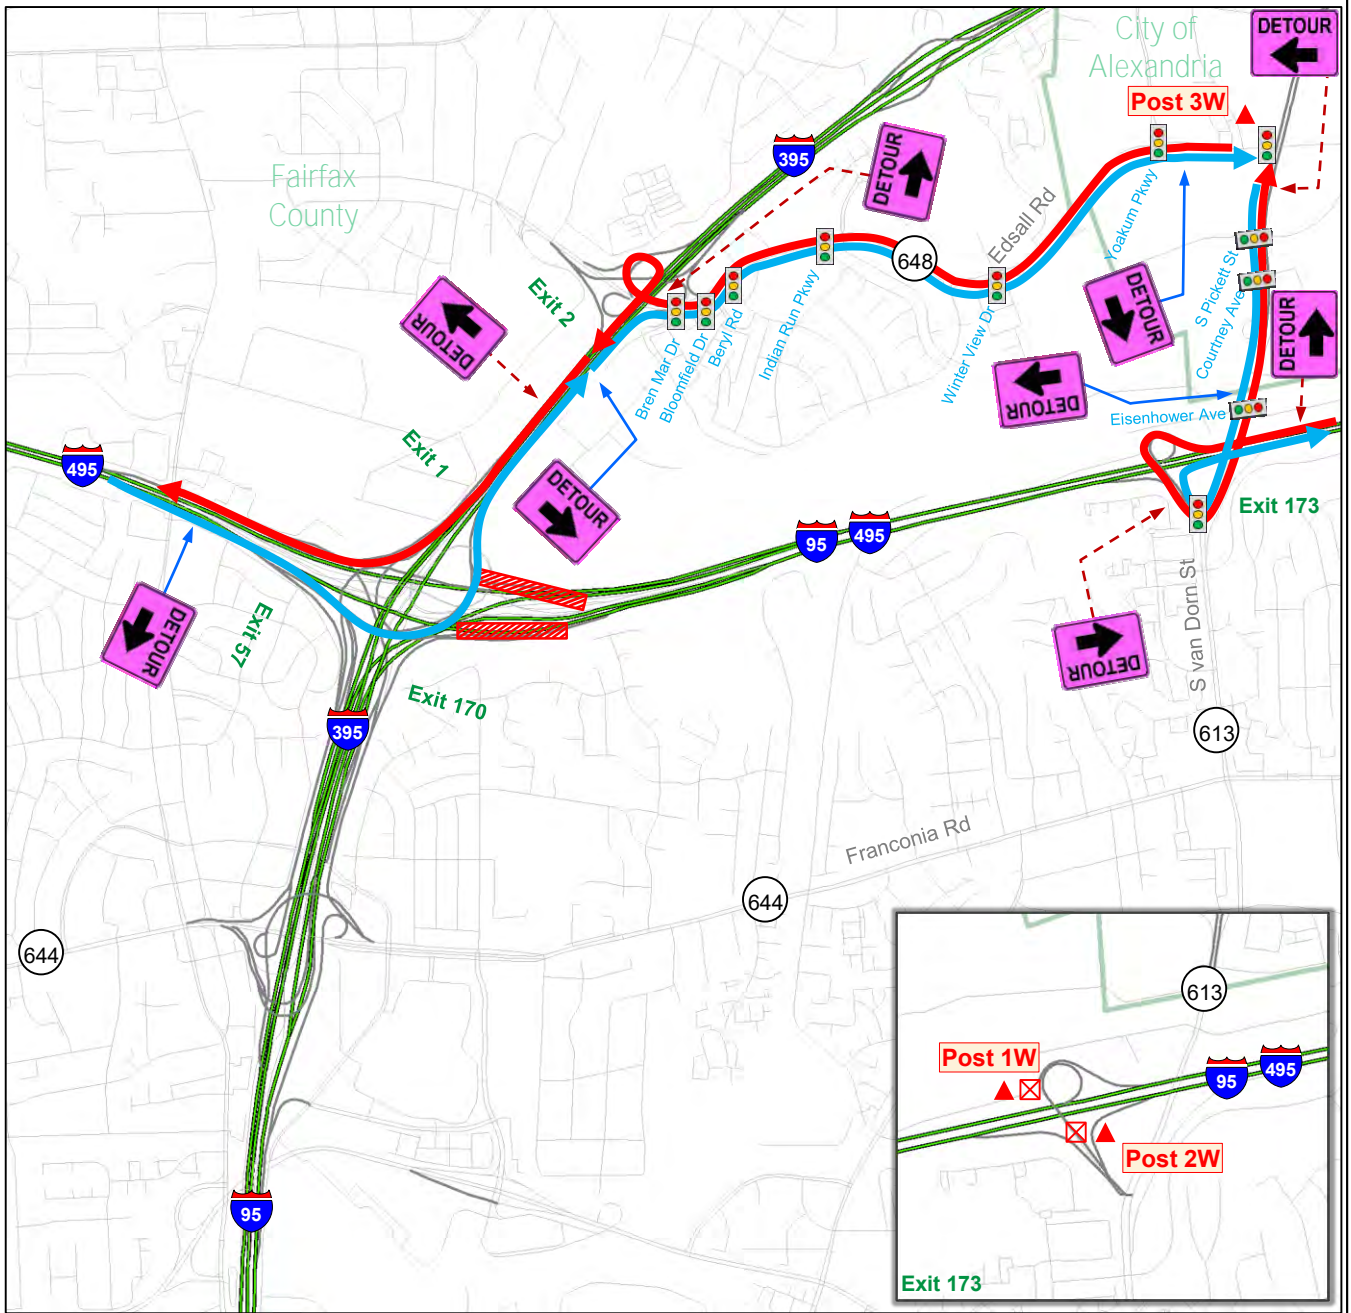 City of
Alexandria
DETOUR
Post 3W
395
DETOUR
Fairfax
County
Edsall Rd
Yoakum Pkwy
648
S Pickett St
Courtney Ave
DETOUR
DETOUR
Exit 2
DETOUR
Indian Run Pkwy
Winter View Dr
Beryl Rd
Bloomfield Dr
Bren Mar Dr
DETOUR
Eisenhower Ave
Exit 1
495
DETOUR
Exit 173
95
495
DETOUR
Exit 57
DETOUR
S van Dorn St
Exit 170
395
613
Franconia Rd
644
644
613
Post 1W
95
495
Post 2W
95
Exit 173